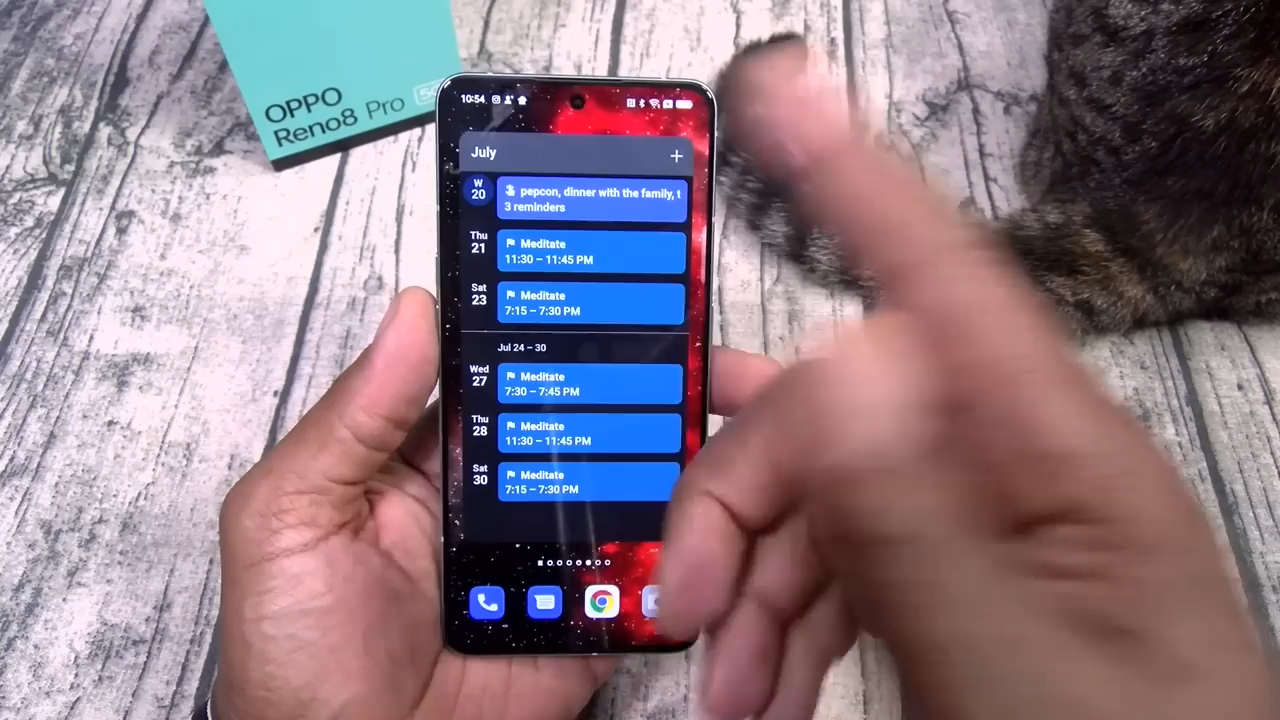 OPPO
Reno8 Pro 5G
10:54
July +
W
20
pepcon, dinner with the family, t
3 reminders
Thu
21
Meditate
11:30 – 11:45 PM
Sat
23
Meditate
7:15 – 7:30 PM
Jul 24 – 30
Wed
27
Meditate
7:30 – 7:45 PM
Thu
28
Meditate
11:30 – 11:45 PM
Sat
30
Meditate
7:15 – 7:30 PM